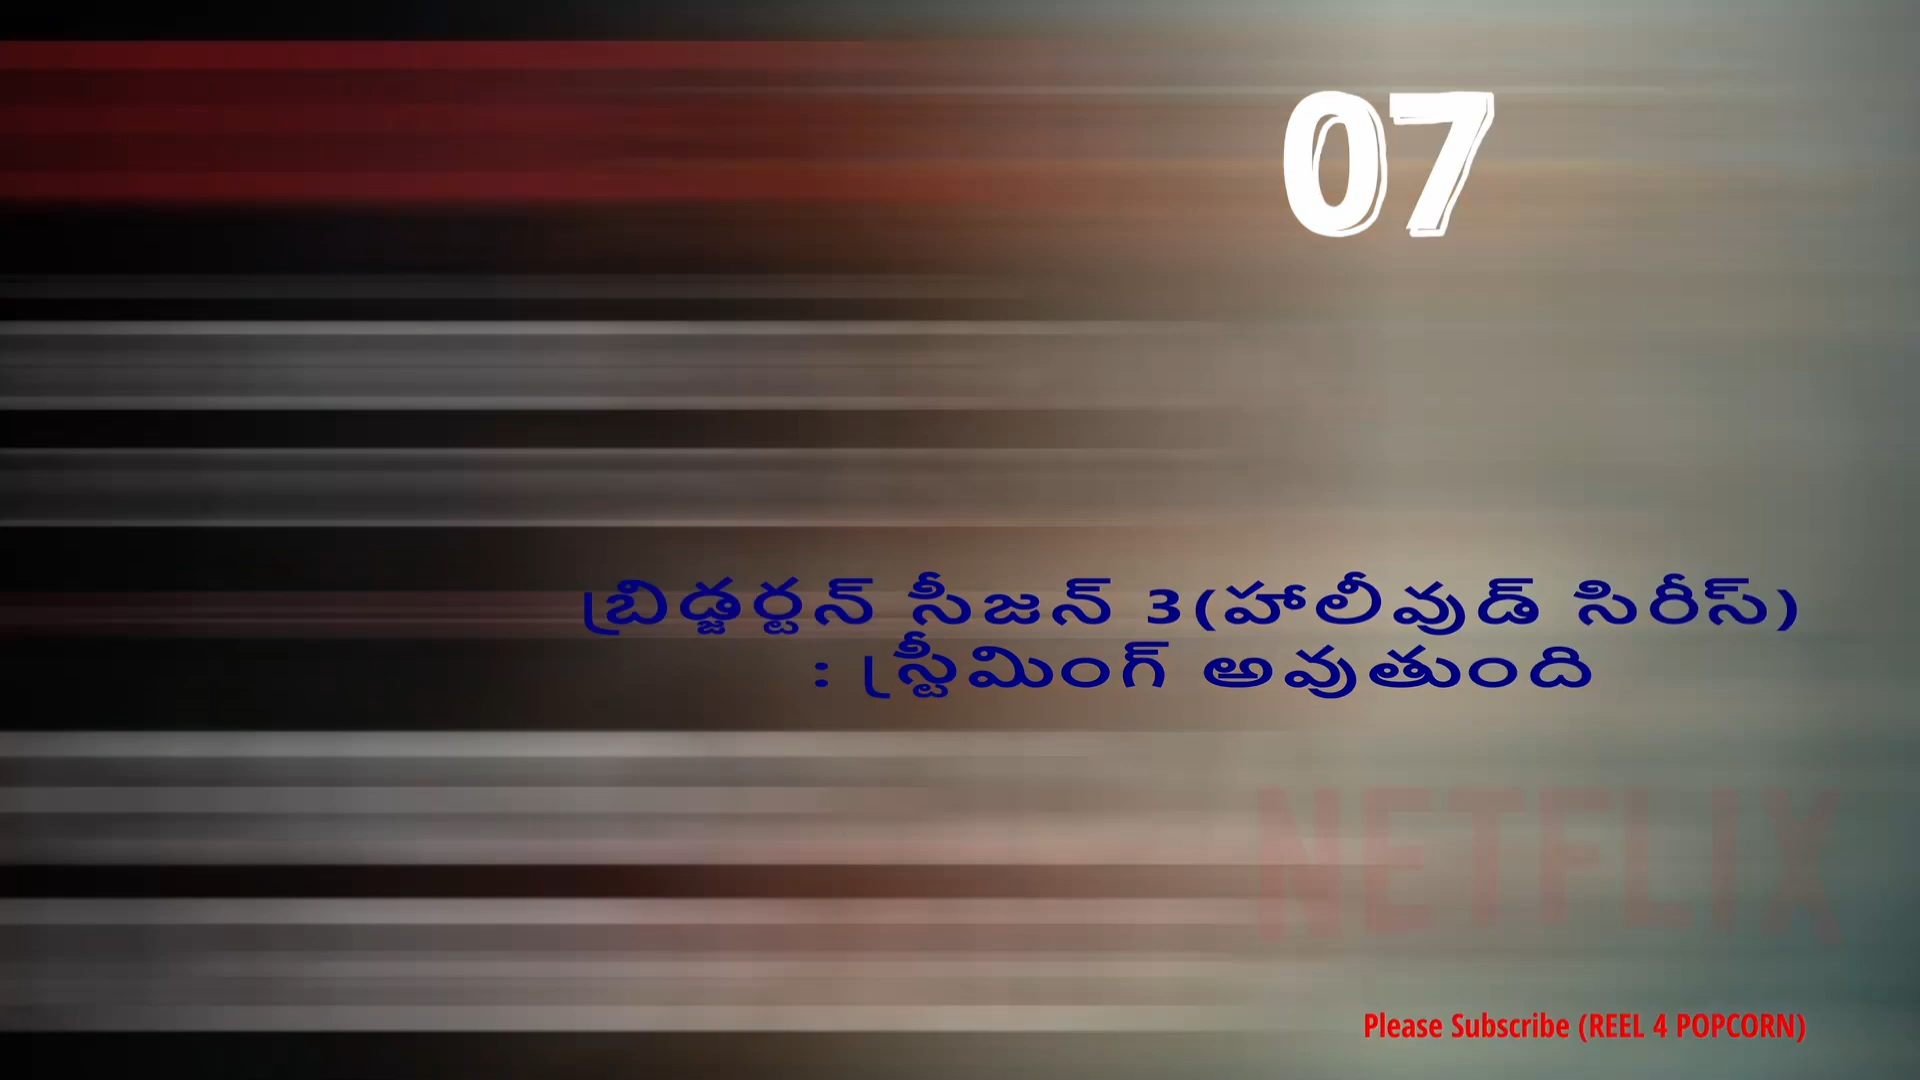 07
బ్రిడ్జర్టన్ సీజన్ 3(హాలీవుడ్ సిరీస్)
: స్ట్రీమింగ్ అవుతుంది
NETFLIX
Please Subscribe (REEL 4 POPCORN)